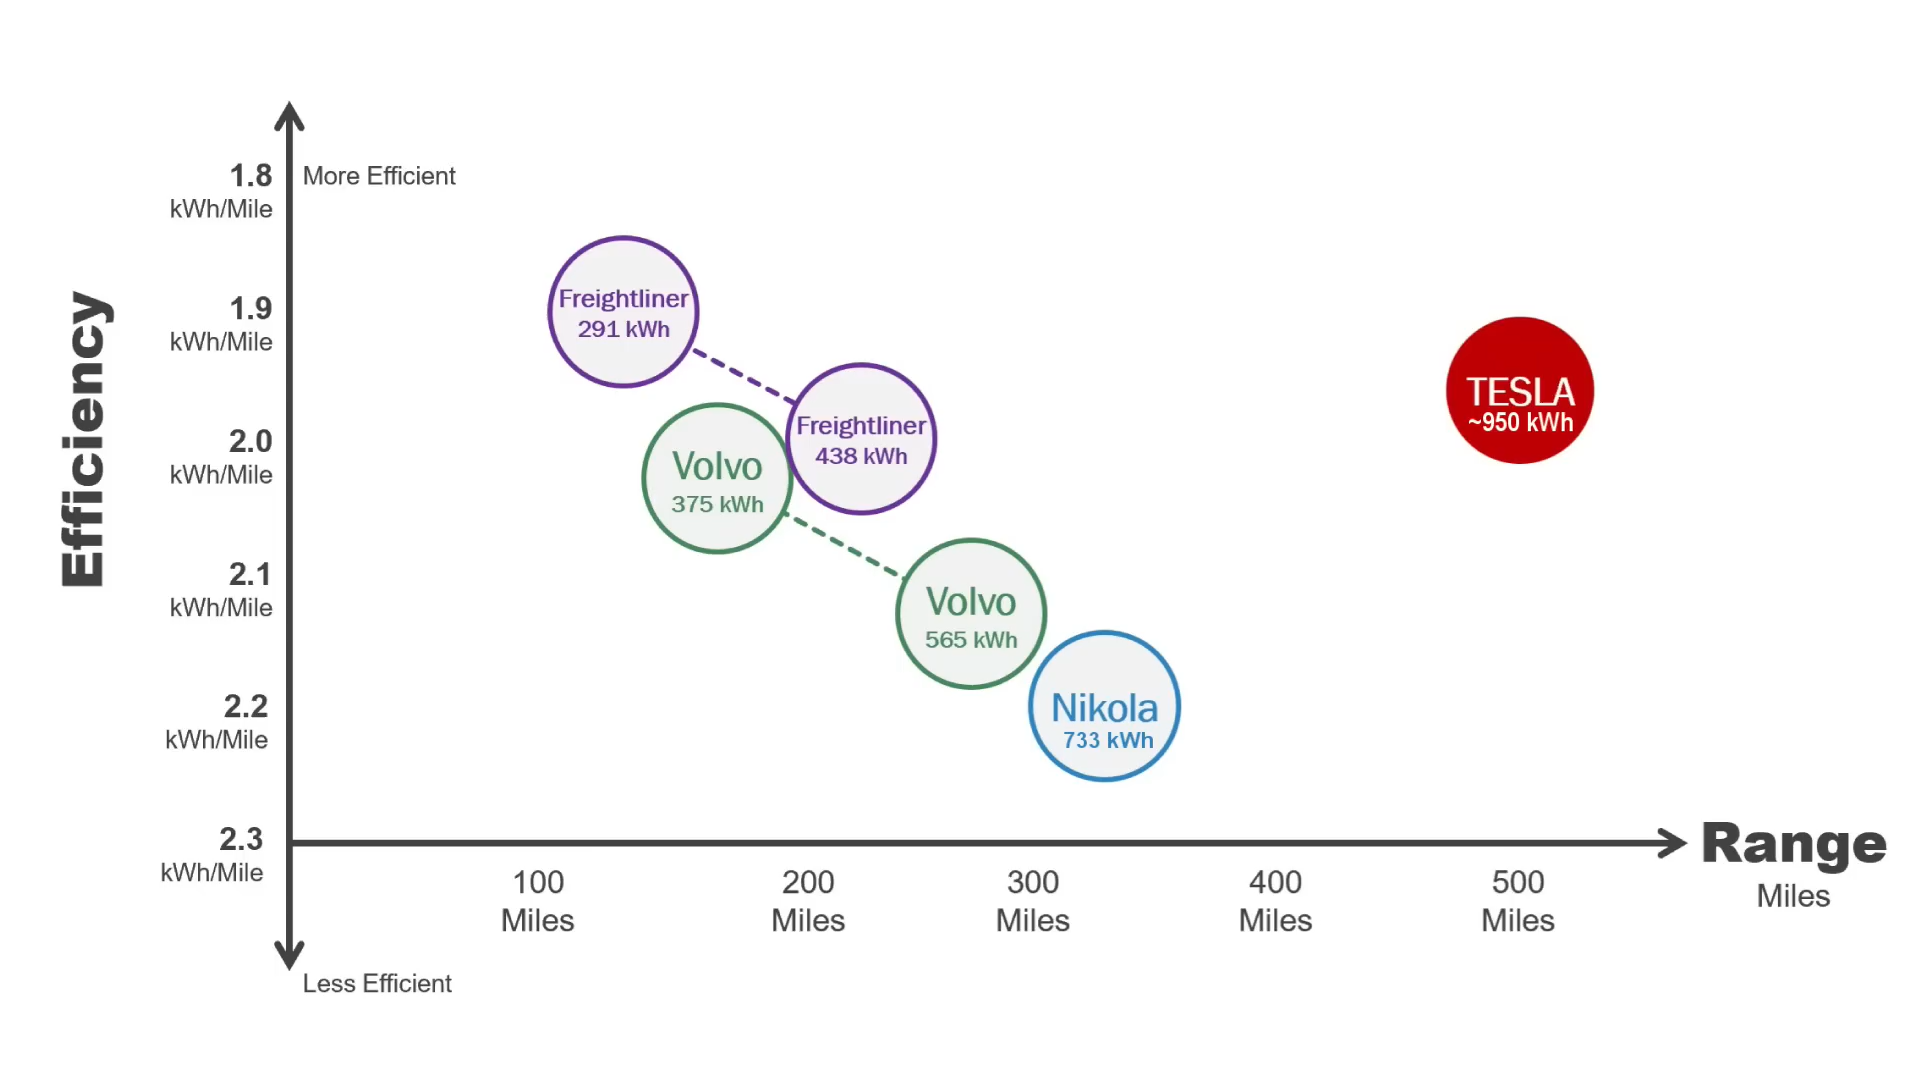 Efficiency
1.8
kWh/Mile
More Efficient
1.9
kWh/Mile
2.0
kWh/Mile
2.1
kWh/Mile
2.2
kWh/Mile
2.3
kWh/Mile
Less Efficient
Freightliner
291 kWh
Freightliner
438 kWh
Volvo
375 kWh
Volvo
565 kWh
Nikola
733 kWh
TESLA
~950 kWh
100
Miles
200
Miles
300
Miles
400
Miles
500
Miles
Range
Miles